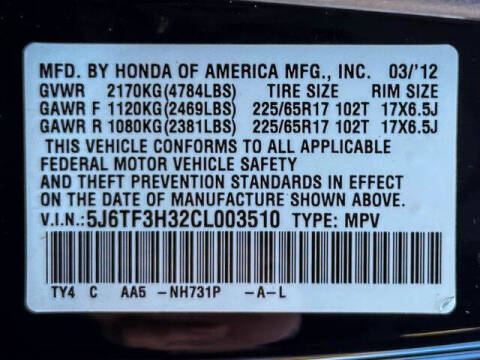 MFD. BY HONDA OF AMERICA MFG., INC. 03/'12
GVWR 2170KG(4784LBS) TIRE SIZE RIM SIZE
GAWR F 1120KG(2469LBS) 225/65R17 102T 17X6.5J
GAWR R 1080KG(2381LBS) 225/65R17 102T 17X6.5J
THIS VEHICLE CONFORMS TO ALL APPLICABLE
FEDERAL MOTOR VEHICLE SAFETY
AND THEFT PREVENTION STANDARDS IN EFFECT
ON THE DATE OF MANUFACTURE SHOWN ABOVE.
V.I.N.:5J6TF3H32CL003510 TYPE: MPV
TY4 C AA5 -NH731P -A-L